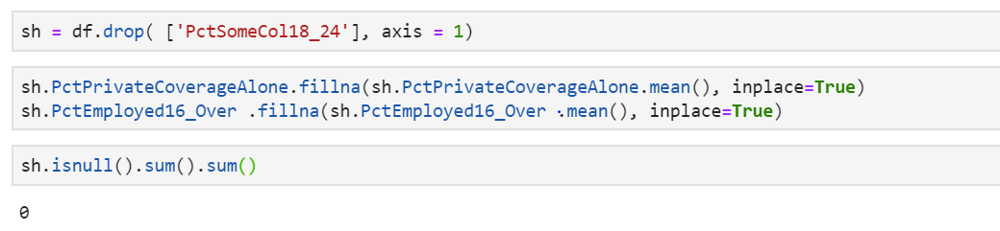 sh = df.drop( ['PctSomeCol18_24'], axis = 1)
sh.PctPrivateCoverageAlone.fillna(sh.PctPrivateCoverageAlone.mean(), inplace=True)
sh.PctEmployed16_Over .fillna(sh.PctEmployed16_Over .mean(), inplace=True)
sh.isnull().sum().sum()
0